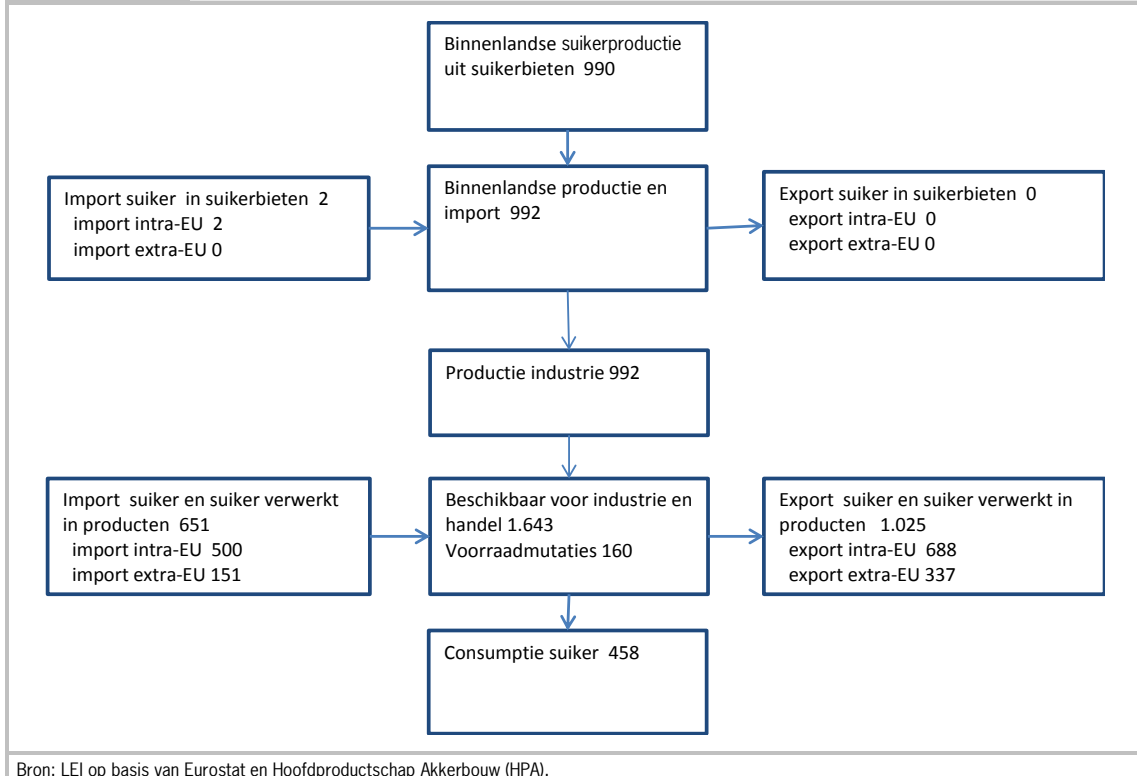 Binnenlandse suikerproductie
uit suikerbieten 990
Import suiker in suikerbieten 2
import intra-EU 2
import extra-EU 0
Binnenlandse productie en
import 992
Export suiker in suikerbieten 0
export intra-EU 0
export extra-EU 0
Productie industrie 992
Import suiker en suiker verwerkt
in producten 651
import intra-EU 500
import extra-EU 151
Beschikbaar voor industrie en
handel 1.643
Voorraadmutaties 160
Export suiker en suiker verwerkt in
producten 1.025
export intra-EU 688
export extra-EU 337
Consumptie suiker 458
Bron: LEI op basis van Eurostat en Hoofdproductschap Akkerbouw (HPA).